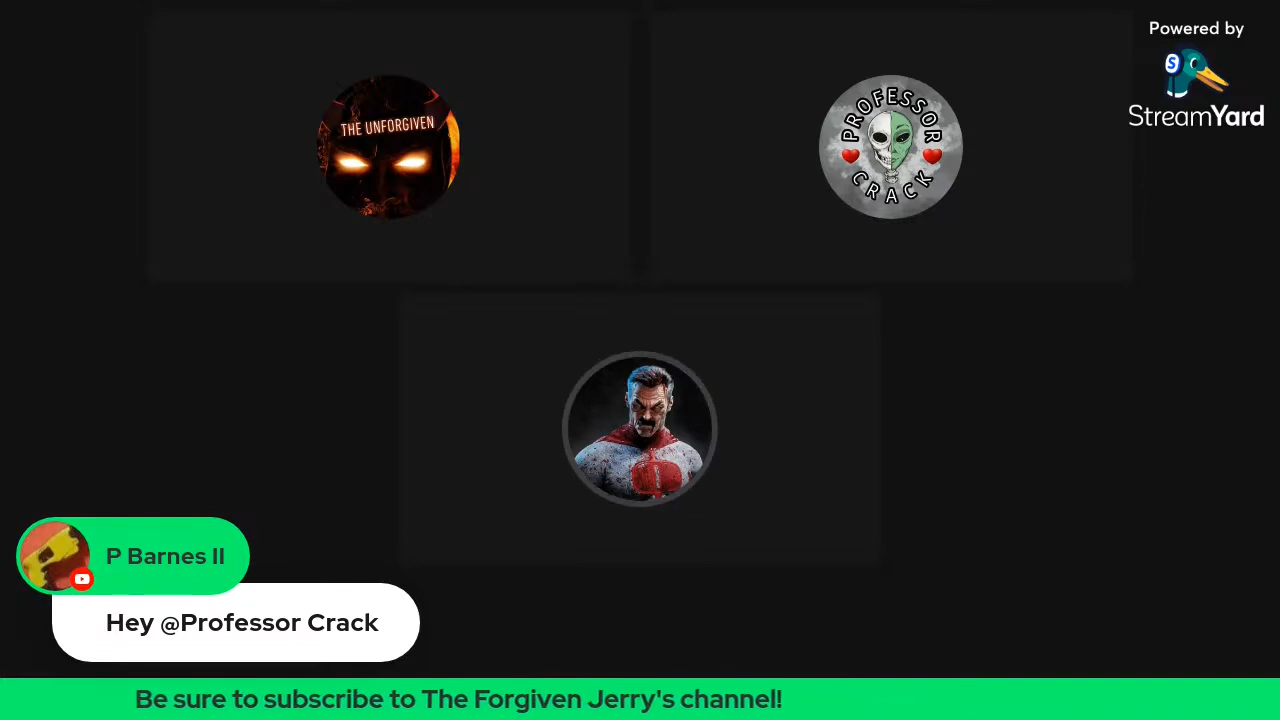 Powered by
S
StreamYard
THE UNFORGIVEN
PROFESSOR
CRACK
P Barnes II
Hey @Professor Crack
Be sure to subscribe to The Forgiven Jerry's channel!